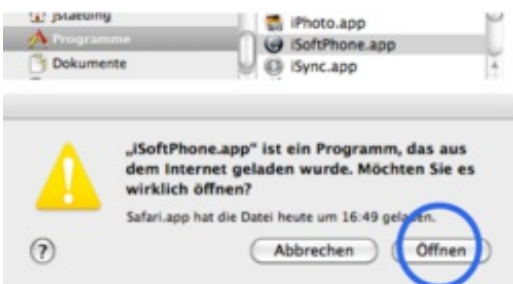 jstaeuing
Programme
Dokumente
iPhoto.app
iSoftPhone.app
iSync.app
„iSoftPhone.app“ ist ein Programm, das aus
dem Internet geladen wurde. Möchten Sie es
wirklich öffnen?
Safari.app hat die Datei heute um 16:49 geladen.
?
Abbrechen
Öffnen